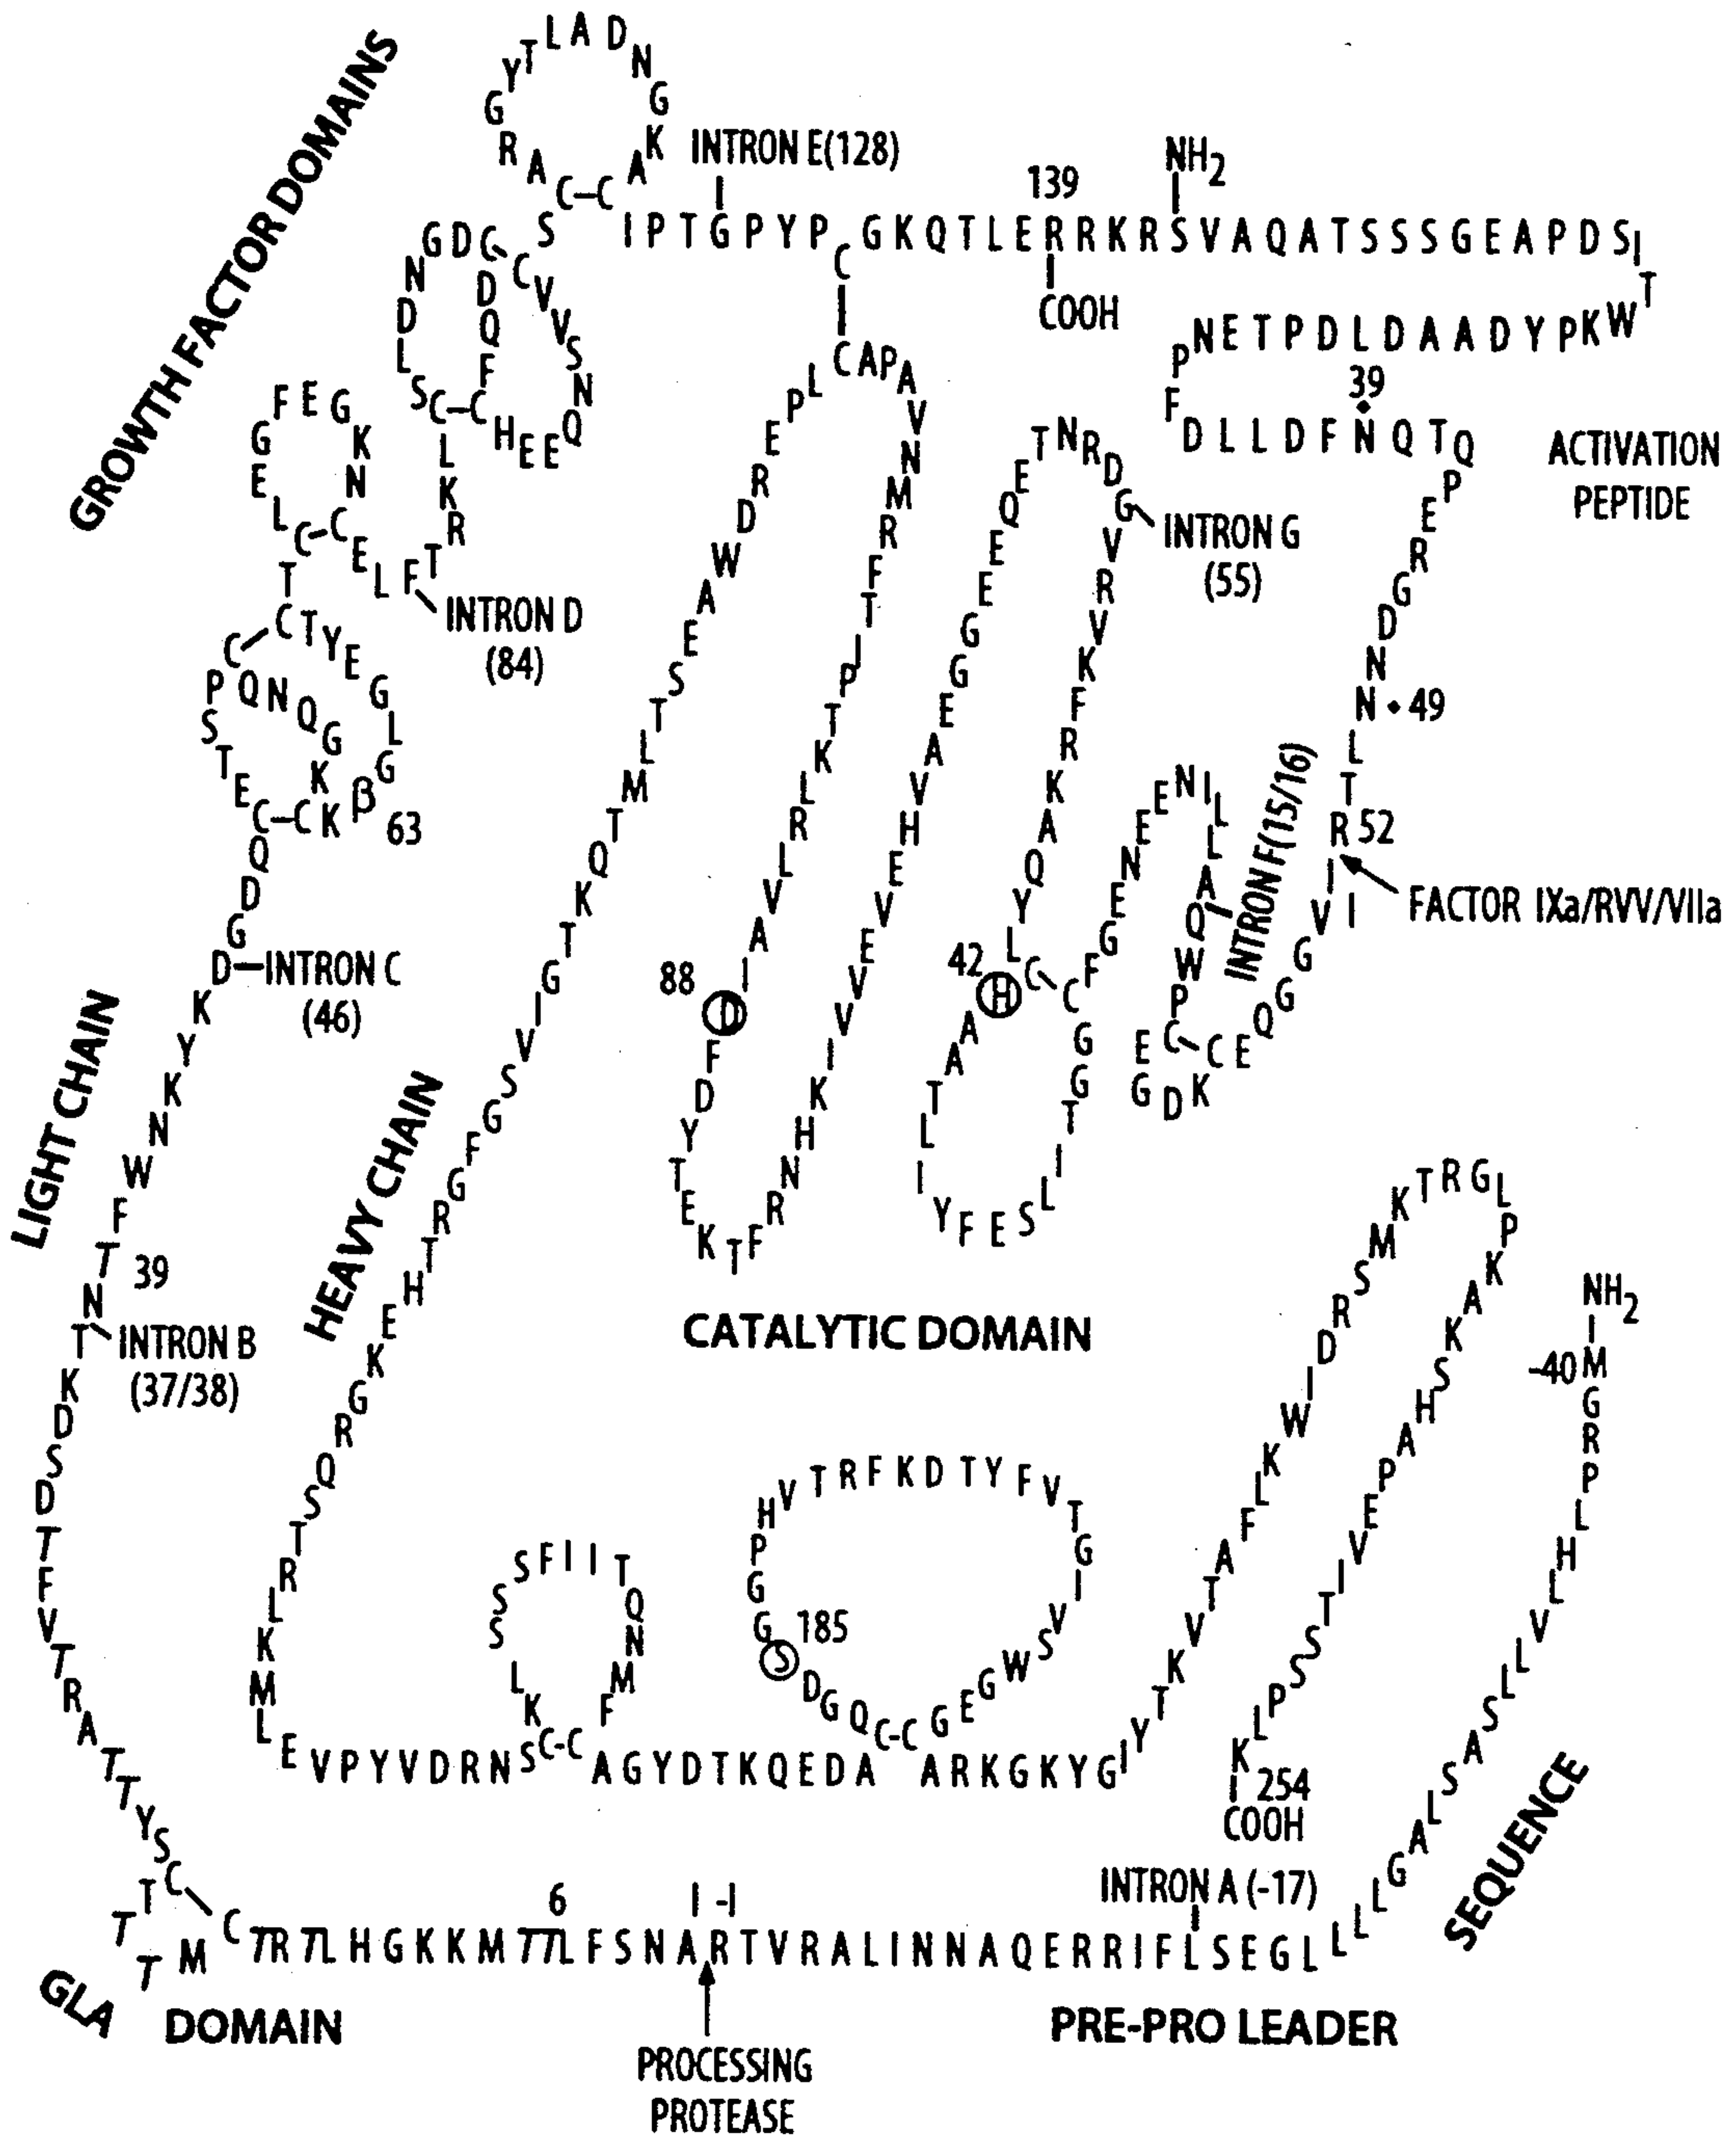 GROWTH FACTOR DOMAINS
T L A D N G K A C
Y G R A C
S
INTRON E(128)
139
NH2
I P T G P Y P C G K Q T L E R R K R S V A Q A T S S S G E A P D S I T
COOH
W K P Y D A A D L D P T E N P F
39
D L L D F N Q T Q P E R G D N N
49
L T R 52
I V I G G Q E C
ACTIVATION
PEPTIDE
FACTOR IXa/RVV/VIIa
G D C
N D L S C
D Q F C
C V V S N Q E E H
L K R T F
INTRON D
(84)
F E G K N C
G E L C
E L
T
C T Y E G L G β
63
C P S T E C
Q N Q G K
C K
Q D G D
INTRON C
(46)
K Y K N W F T N
39
T
INTRON B
(37/38)
K D S D T F V T R A T T Y S C
T T T M C
LIGHT CHAIN
HEAVY CHAIN
C A P A V N M R F T I P T K L R L V A I
88
D
F D Y T E K T F R N H K I V V E V E V H V A E G G E E Q E T N R D G
INTRON G
(55)
V R V K F R K A Q Y L C
42
H
A A T L I Y F E S L I T G G C F G E N E E N I L L A Q W P C
INTRON F(15/16)
E G D K
L P E R D W A E S T L M T Q K T G I V S G F G R T H E K G R Q S T R L K M L
CATALYTIC DOMAIN
E V P Y V D R N S C
K L S S S F I I T Q N M F C
A G Y D T K Q E D A C
Q G D
S
185
G G P H V T R F K D T Y F V T G I V S W G E G C
A R K G K Y G I Y T K V T A F L K W I D R S M K T R G L P K A K S H A P E V I T S S P L K
254
COOH
NH2
-40 M G R P L H L V L L S A S L A G L L L
SEQUENCE
INTRON A (-17)
6
1 -1
T R T L H G K K M T T L F S N A R T V R A L I N N A Q E R R I F L S E G L
GLA
DOMAIN
PRE-PRO LEADER
PROCESSING
PROTEASE